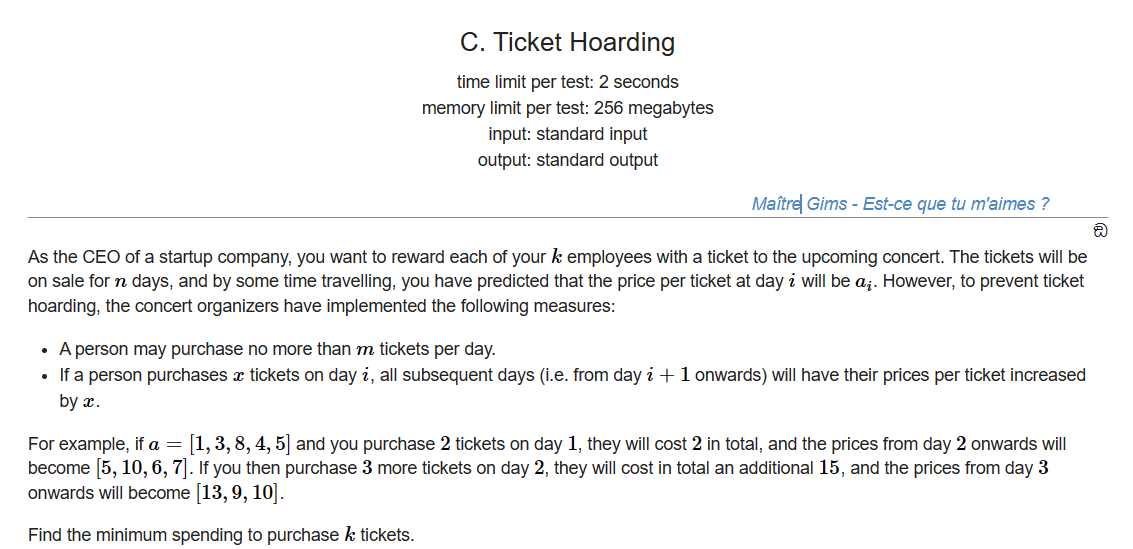 C. Ticket Hoarding
time limit per test: 2 seconds
memory limit per test: 256 megabytes
input: standard input
output: standard output
Maître Gims - Est-ce que tu m'aimes ?
ඞ
As the CEO of a startup company, you want to reward each of your k employees with a ticket to the upcoming concert. The tickets will be
on sale for n days, and by some time travelling, you have predicted that the price per ticket at day i will be aᵢ. However, to prevent ticket
hoarding, the concert organizers have implemented the following measures:
• A person may purchase no more than m tickets per day.
• If a person purchases x tickets on day i, all subsequent days (i.e. from day i + 1 onwards) will have their prices per ticket increased
by x.
For example, if a = [1, 3, 8, 4, 5] and you purchase 2 tickets on day 1, they will cost 2 in total, and the prices from day 2 onwards will
become [5, 10, 6, 7]. If you then purchase 3 more tickets on day 2, they will cost in total an additional 15, and the prices from day 3
onwards will become [13, 9, 10].
Find the minimum spending to purchase k tickets.